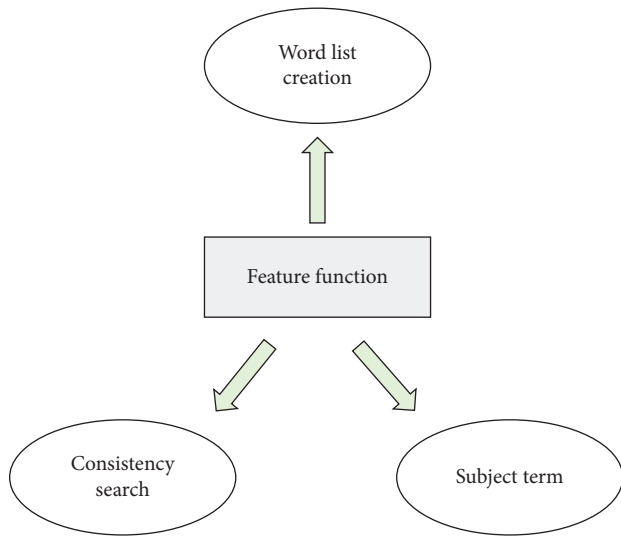 Word list
creation
Feature function
Consistency
search
Subject term